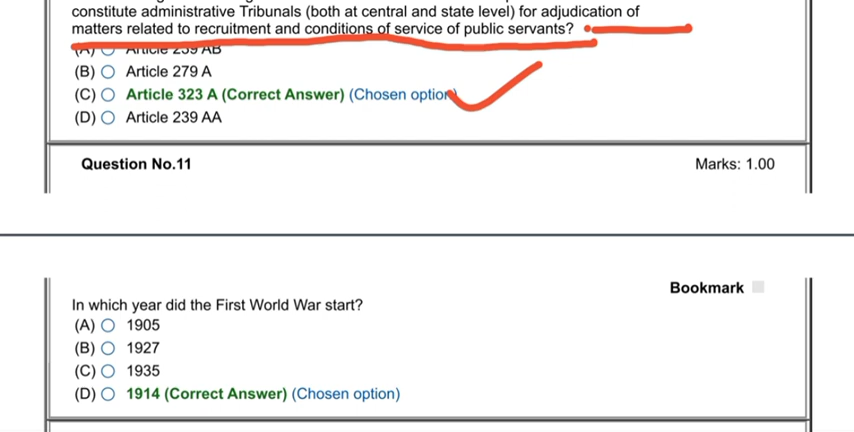 constitute administrative Tribunals (both at central and state level) for adjudication of
matters related to recruitment and conditions of service of public servants?
(A) Article 239 AB
(B) Article 279 A
(C) Article 323 A (Correct Answer) (Chosen option)
(D) Article 239 AA
Question No.11 Marks: 1.00
Bookmark
In which year did the First World War start?
(A) 1905
(B) 1927
(C) 1935
(D) 1914 (Correct Answer) (Chosen option)